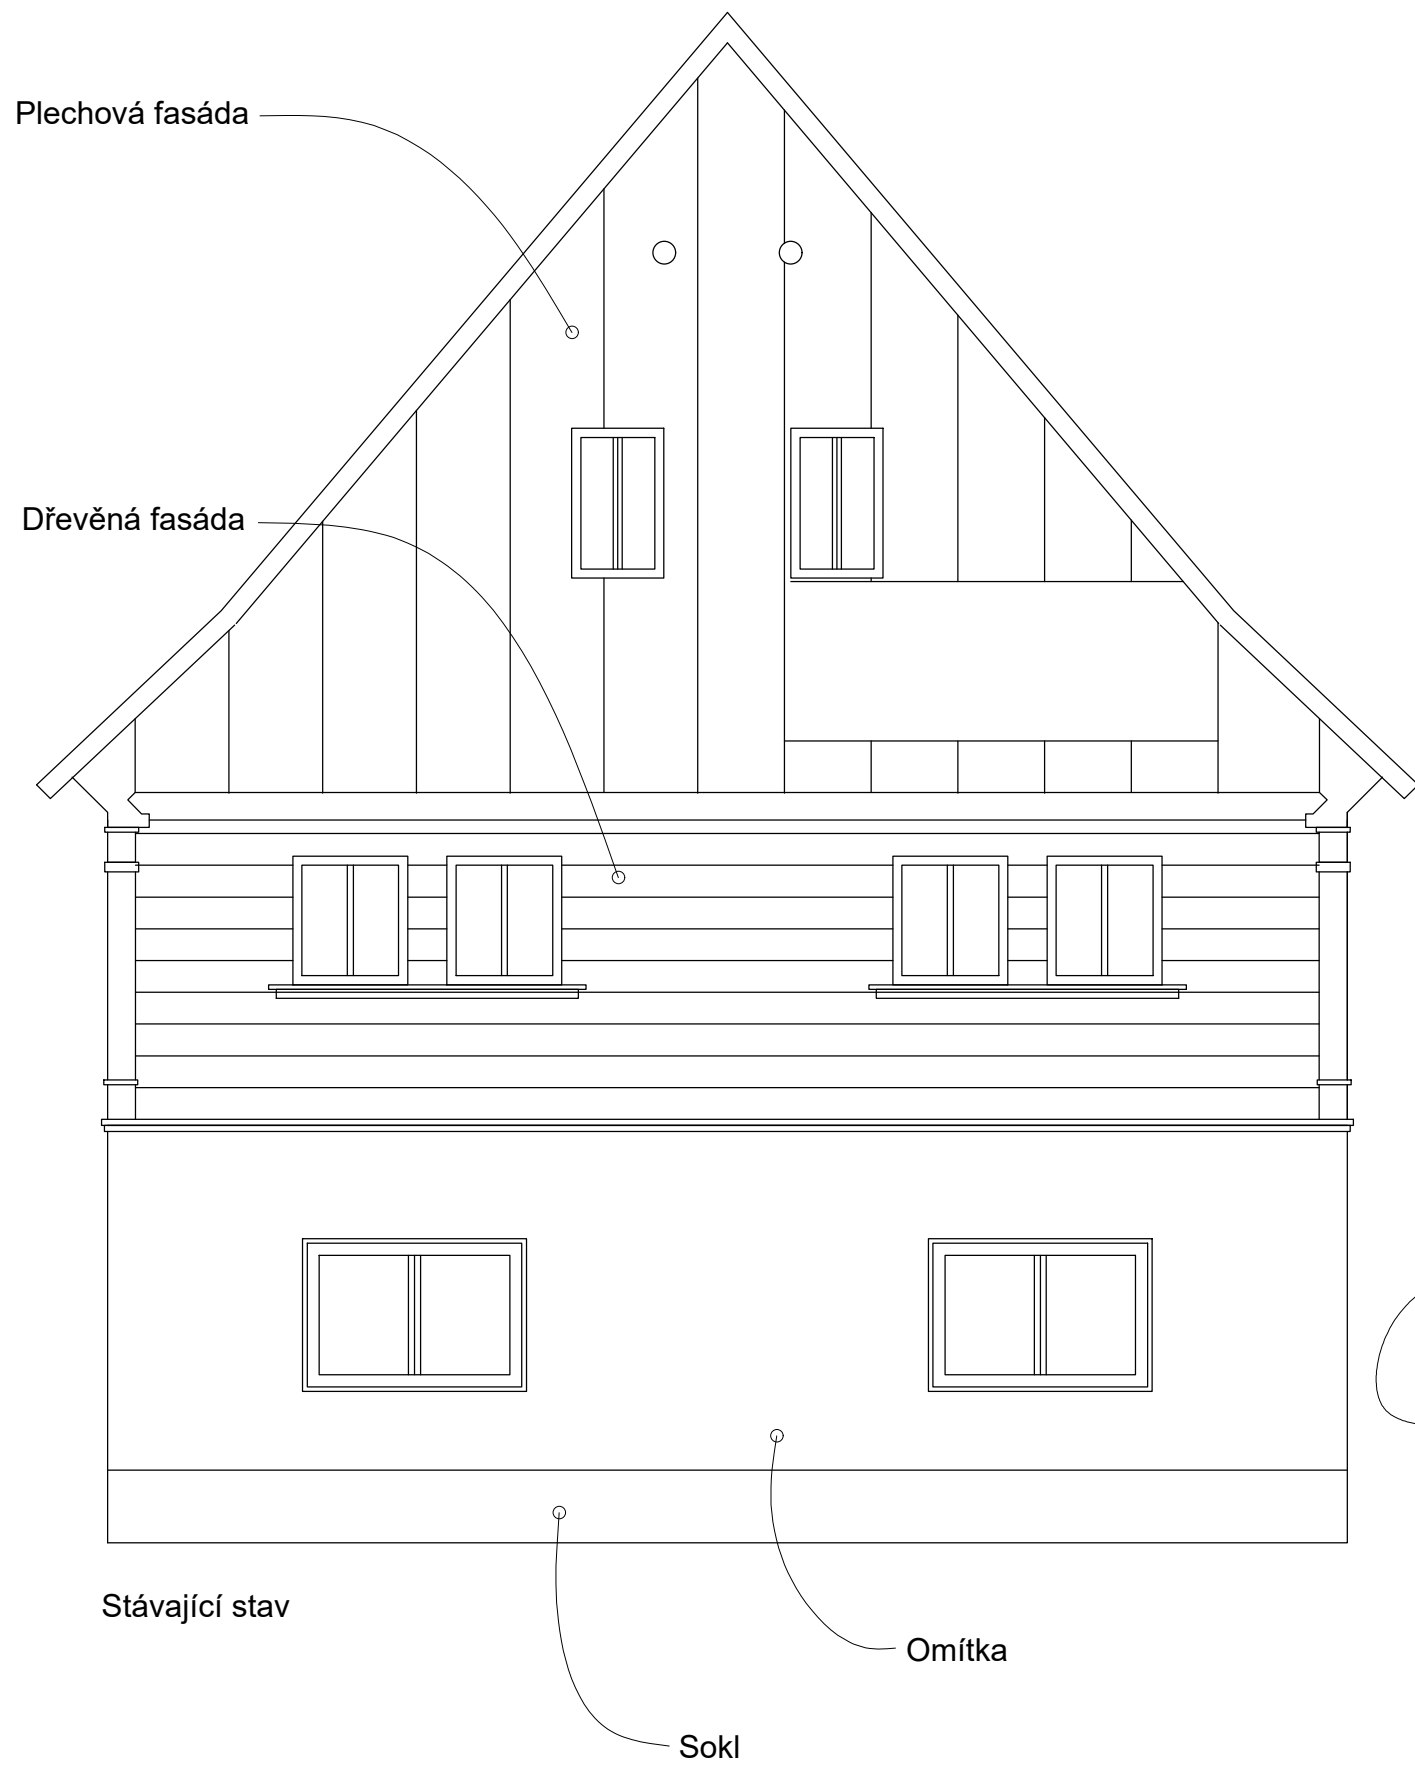 Plechová fasáda
Dřevěná fasáda
Stávající stav
Omítka
Sokl